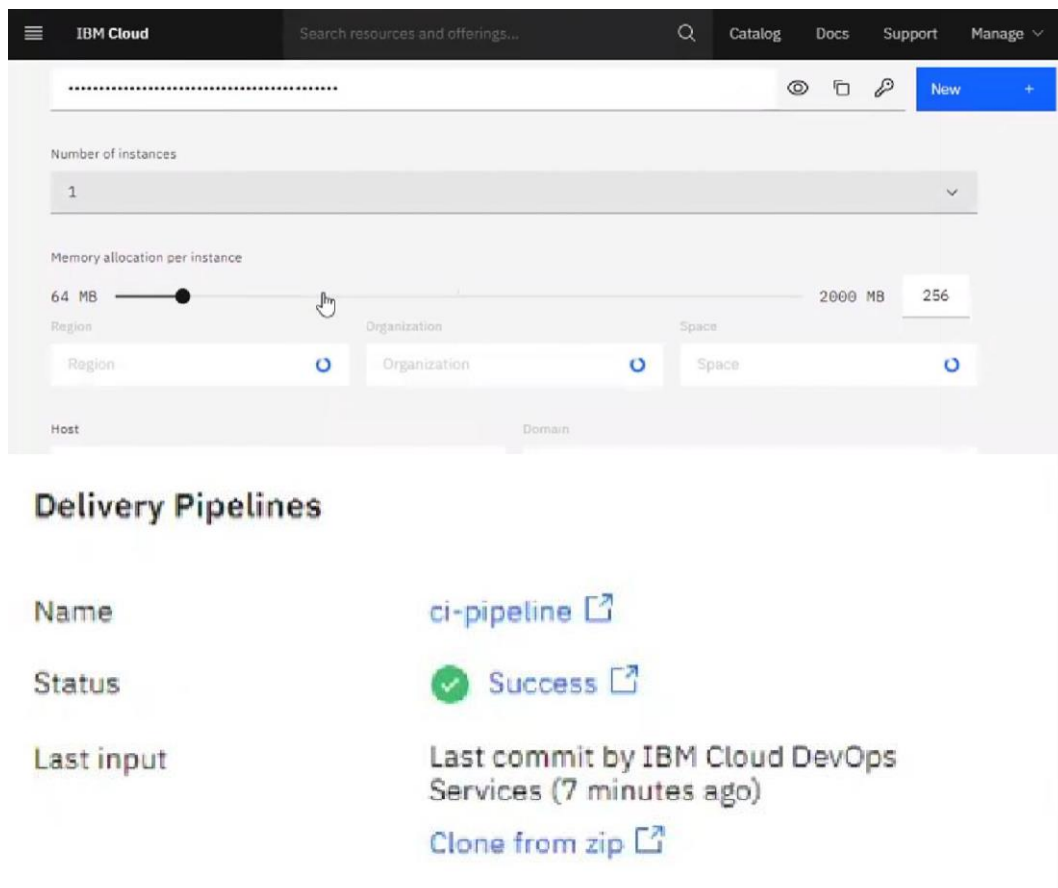 IBM Cloud Search resources and offerings... Catalog Docs Support Manage
•••••••••••••••••••••••••••••••••••••••••••• New +
Number of instances
1
Memory allocation per instance
64 MB 2000 MB 256
Region Organization Space
Region Organization Space
Host Domain
Delivery Pipelines
Name ci-pipeline
Status Success
Last input Last commit by IBM Cloud DevOps
Services (7 minutes ago)
Clone from zip